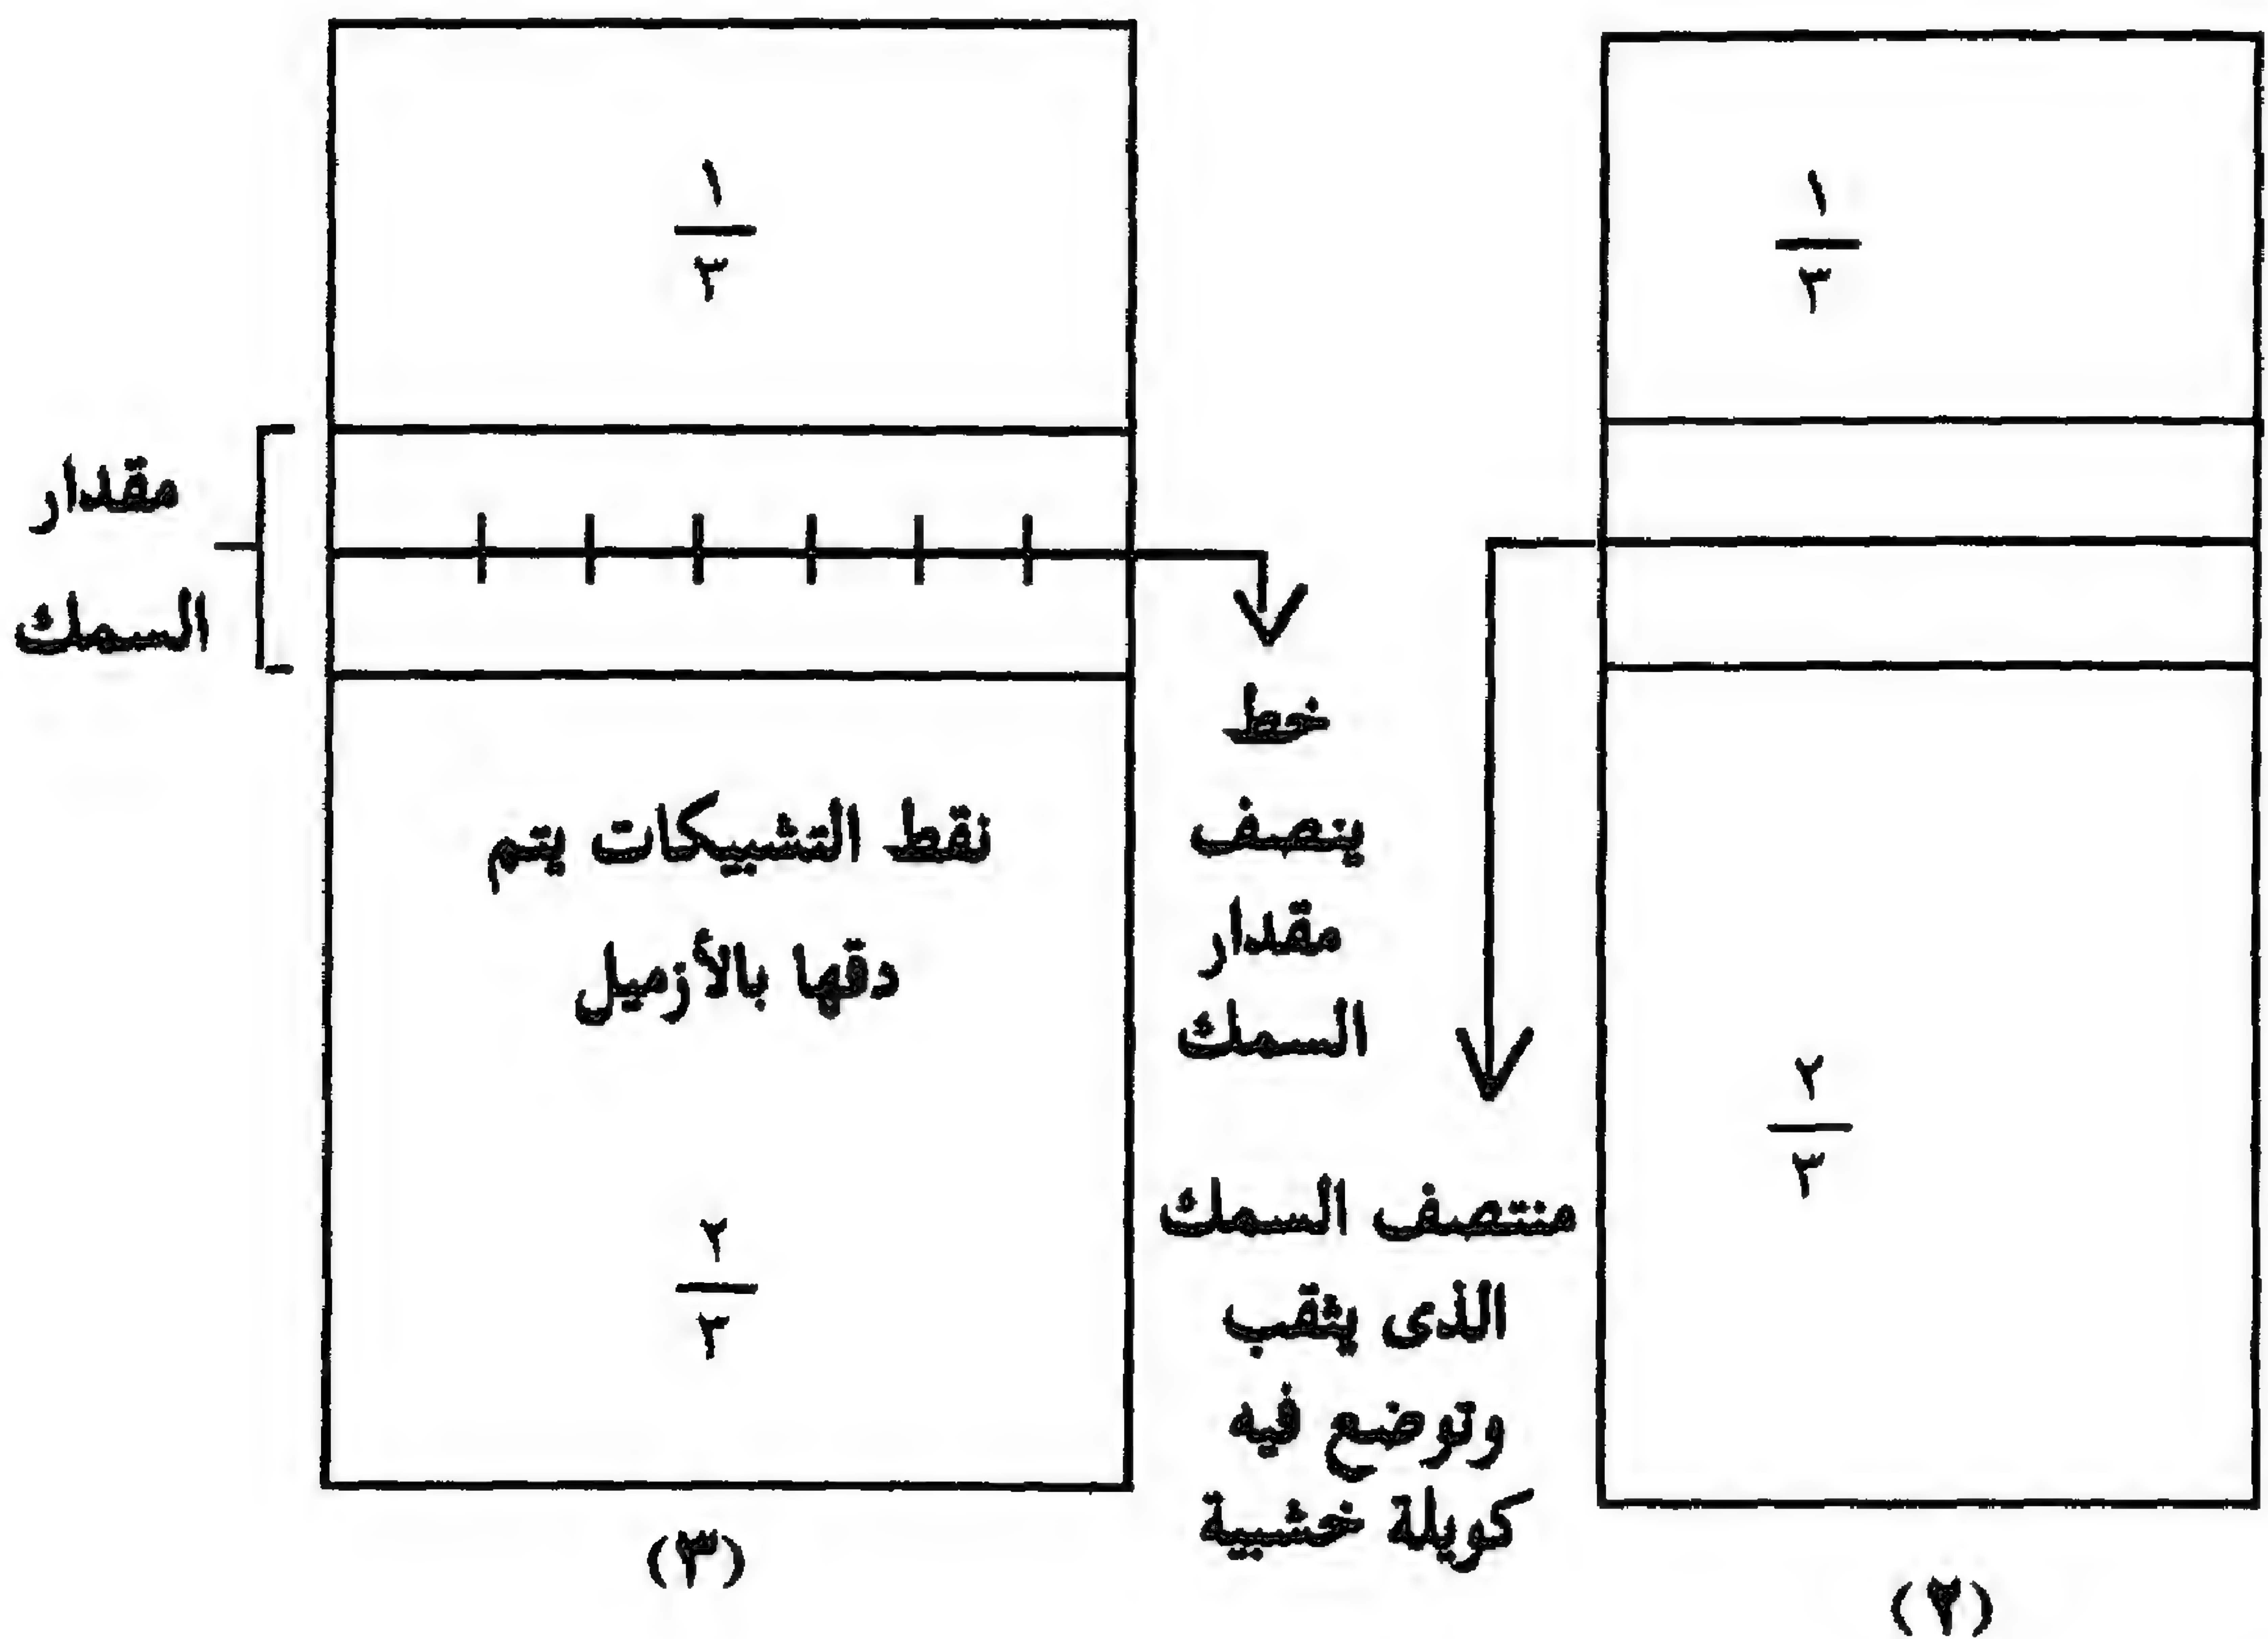 ١
٣
٢
٣
(٢)
منتصف السمك
الذى يثقب
وتوضع فيه
كويلة خشبية
خط
ينصف
مقدار
السمك
١
٣
مقدار
السمك
نقط التشبيكات يتم
دقها بالأزميل
٢
٣
(٣)